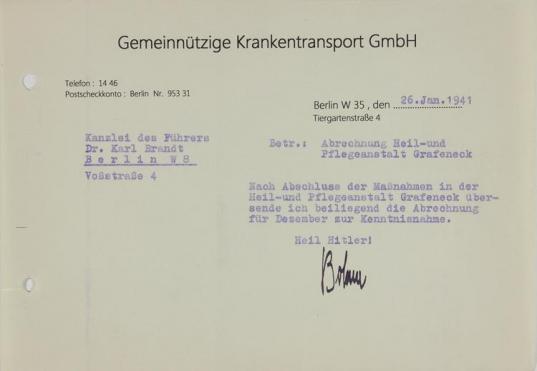 Gemeinnützige Krankentransport GmbH
Telefon : 14 46
Postscheckkonto : Berlin Nr. 953 31
Berlin W 35 , den 26.Jan.1941
Tiergartenstraße 4
Kanzlei des Führers
Dr. Karl Brandt
Berlin W8
Voßstraße 4
Betr.: Abrechnung Heil-und
Pflegeanstalt Grafeneck
Nach Abschluss der Maßnahmen in der
Heil-und Pflegeanstalt Grafeneck über-
sende ich beiliegend die Abrechnung
für Dezember zur Kenntnisnahme.
Heil Hitler!